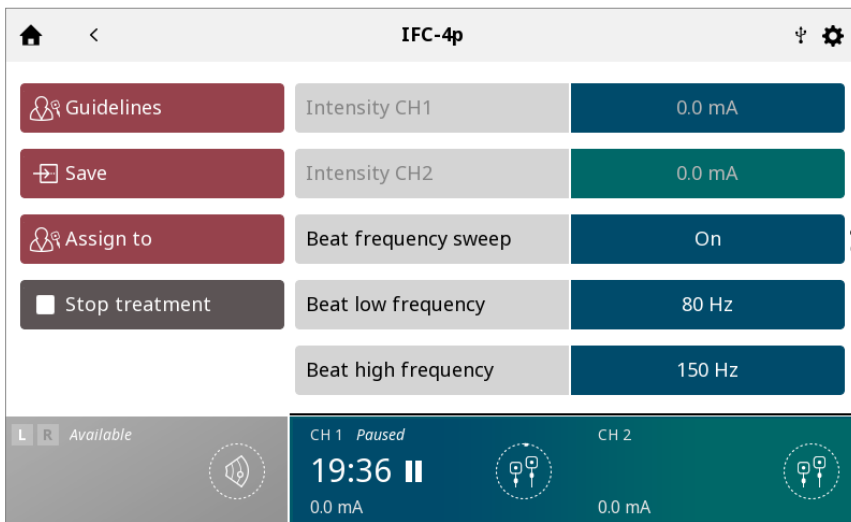 IFC-4p
Guidelines
Save
Assign to
Stop treatment
Intensity CH1 0.0 mA
Intensity CH2 0.0 mA
Beat frequency sweep On
Beat low frequency 80 Hz
Beat high frequency 150 Hz
L R Available
CH 1 Paused
19:36
0.0 mA
CH 2
0.0 mA